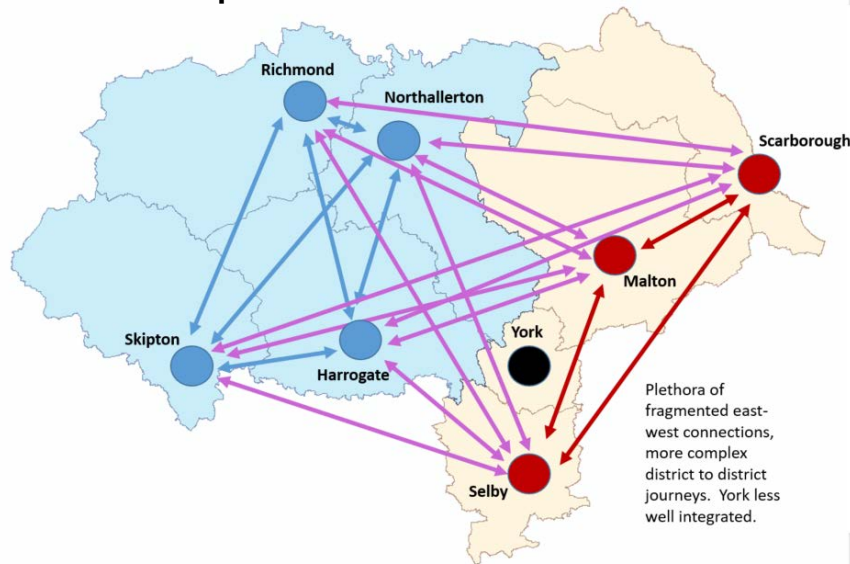 Richmond
Northallerton
Scarborough
Malton
York
Skipton
Harrogate
Selby
Plethora of
fragmented east-
west connections,
more complex
district to district
journeys.  York less
well integrated.